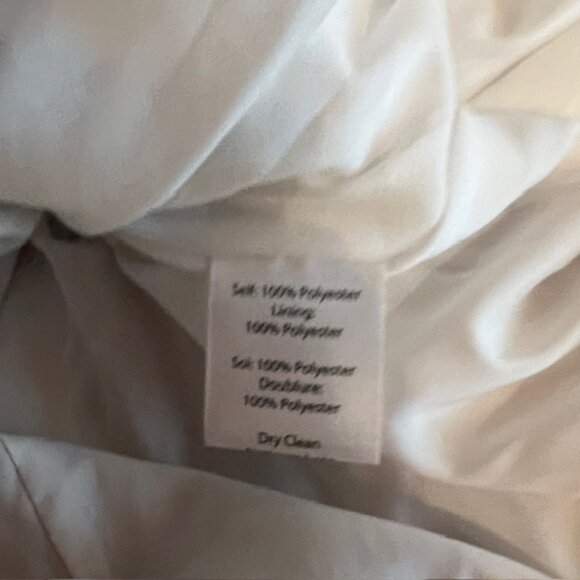 Self: 100% Polyester
Lining:
100% Polyester
Soi: 100% Polyester
Doublure:
100% Polyester
Dry Clean